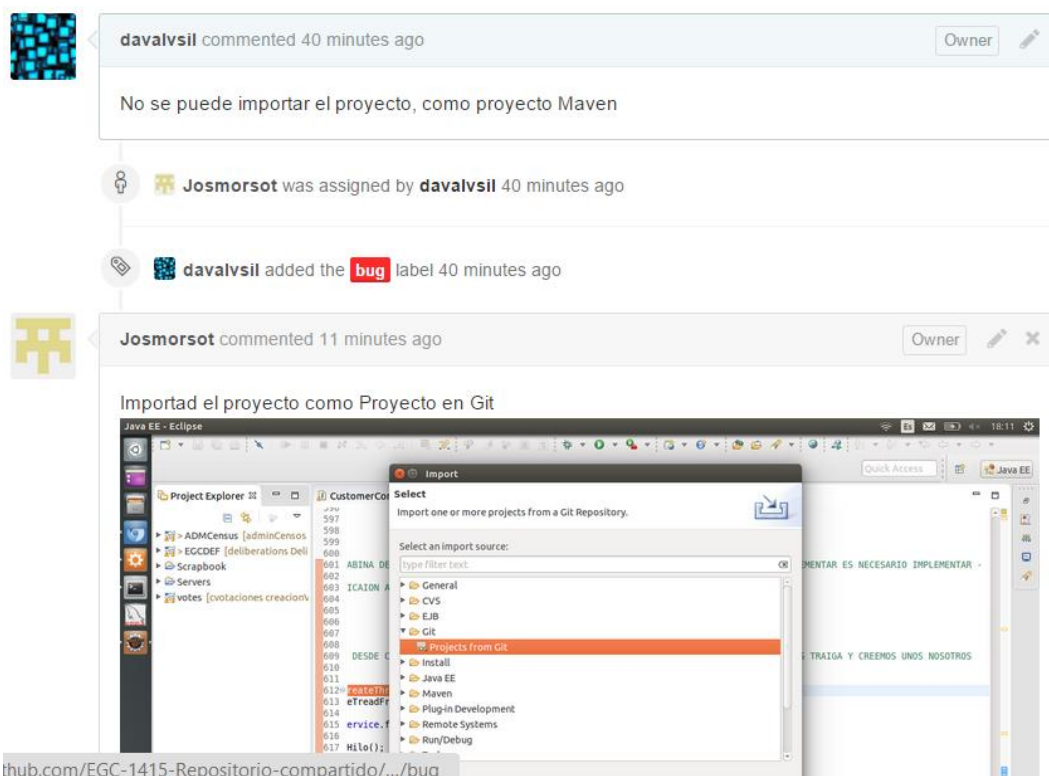 davalvsil commented 40 minutes ago
Owner
No se puede importar el proyecto, como proyecto Maven
Josmorsot was assigned by davalvsil 40 minutes ago
davalvsil added the bug label 40 minutes ago
Josmorsot commented 11 minutes ago
Owner
Importad el proyecto como Proyecto en Git
Java EE - Eclipse
Es
18:11
Import
Quick Access
Java EE
Project Explorer
CustomerCo
Select
Import one or more projects from a Git Repository.
Select an import source:
type filter text
> ADMCensus [adminCensos
> EGCDEF [deliberations Deli
Scrapbook
Servers
votes [cvotaciones creacionv
General
CVS
EJB
Git
Projects from Git
Install
Java EE
Maven
Plug-in Development
Remote Systems
Run/Debug
597
598
599
600
601 ABINA DE
EMENTAR ES NECESARIO IMPLEMENTAR -
602
603 ICAION A
604
605
606
607
608
609 DESDE C
TRAIGA Y CREEMOS UNOS NOSOTROS
610
611
612 reateThr
613 eTreadFr
614
615 ervice.f
616
617 Hilo();
thub.com/EGC-1415-Repositorio-compartido/.../bug